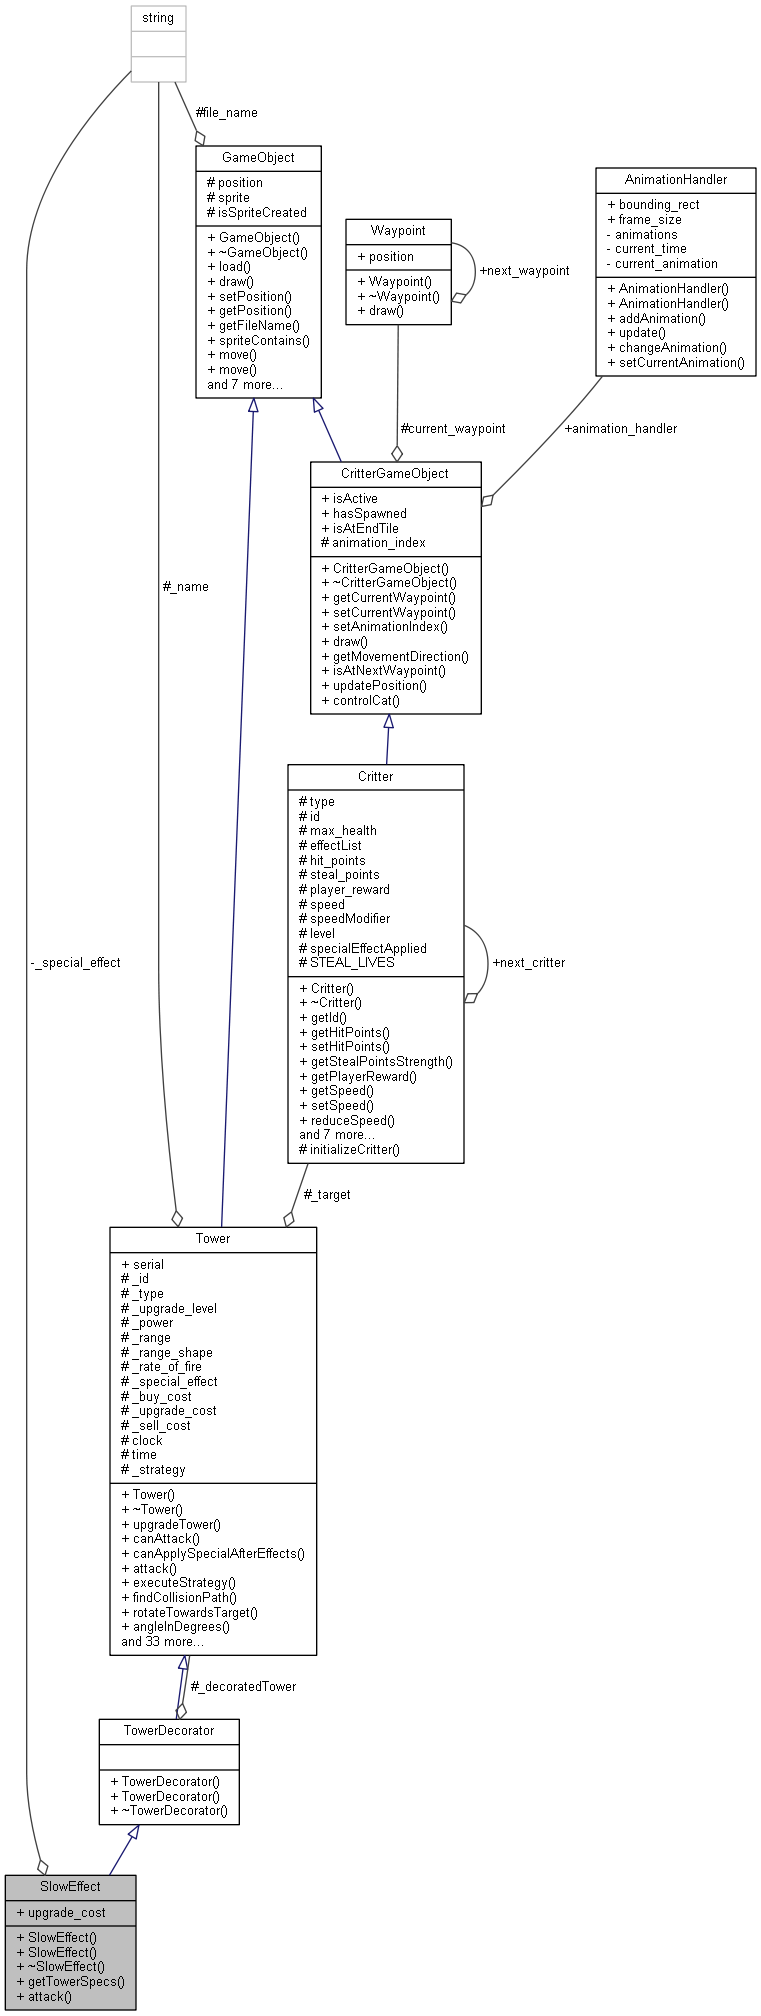 string
#file_name
GameObject
# position
# sprite
# isSpriteCreated
+ GameObject()
+ ~GameObject()
+ load()
+ draw()
+ setPosition()
+ getPosition()
+ getFileName()
+ spriteContains()
+ move()
+ move()
and 7 more...
Waypoint
+ position
+ Waypoint()
+ ~Waypoint()
+ draw()
+next_waypoint
AnimationHandler
+ bounding_rect
+ frame_size
- animations
- current_time
- current_animation
+ AnimationHandler()
+ AnimationHandler()
+ addAnimation()
+ update()
+ changeAnimation()
+ setCurrentAnimation()
#current_waypoint
+animation_handler
CritterGameObject
+ isActive
+ hasSpawned
+ isAtEndTile
# animation_index
+ CritterGameObject()
+ ~CritterGameObject()
+ getCurrentWaypoint()
+ setCurrentWaypoint()
+ setAnimationIndex()
+ draw()
+ getMovementDirection()
+ isAtNextWaypoint()
+ updatePosition()
+ controlCat()
#_name
Critter
# type
# id
# max_health
# effectList
# hit_points
# steal_points
# player_reward
# speed
# speedModifier
# level
# specialEffectApplied
# STEAL_LIVES
+ Critter()
+ ~Critter()
+ getId()
+ getHitPoints()
+ setHitPoints()
+ getStealPointsStrength()
+ getPlayerReward()
+ getSpeed()
+ setSpeed()
+ reduceSpeed()
and 7 more...
# initializeCritter()
+next_critter
-_special_effect
#_target
Tower
+ serial
# _id
# _type
# _upgrade_level
# _power
# _range
# _range_shape
# _rate_of_fire
# _special_effect
# _buy_cost
# _upgrade_cost
# _sell_cost
# clock
# time
# _strategy
+ Tower()
+ ~Tower()
+ upgradeTower()
+ canAttack()
+ canApplySpecialAfterEffects()
+ attack()
+ executeStrategy()
+ findCollisionPath()
+ rotateTowardsTarget()
+ angleInDegrees()
and 33 more...
#_decoratedTower
TowerDecorator
+ TowerDecorator()
+ TowerDecorator()
+ ~TowerDecorator()
SlowEffect
+ upgrade_cost
+ SlowEffect()
+ SlowEffect()
+ ~SlowEffect()
+ getTowerSpecs()
+ attack()